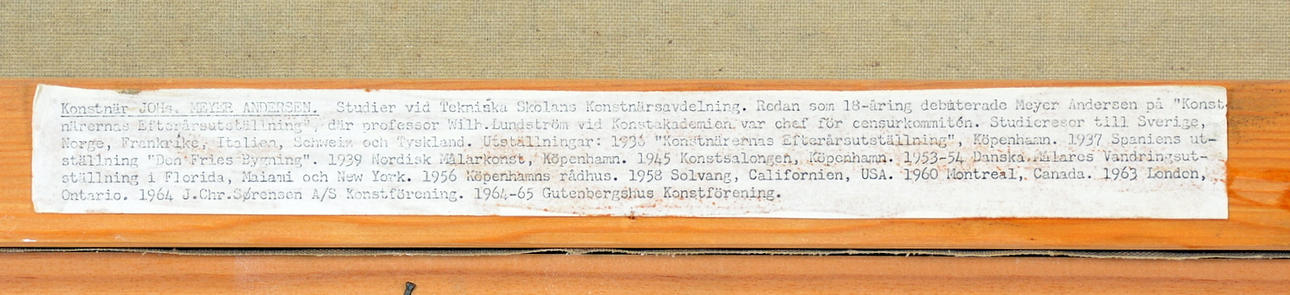 Konstnär JOHs. MEYER ANDERSEN. Studier vid Tekniska Skolans Konstnärsavdelning. Redan som 18-åring debuterade Meyer Andersen på "Konst
närernas Efterårsutställning", där professor Wilh.Lundström vid Konstakademien var chef för censurkommitén. Studieresor till Sverige,
Norge, Frankrike, Italien, Schweiz och Tyskland. Utställningar: 1936 "Konstnärernas Efterårsutställning", Köpenhamn. 1937 Spaniens ut-
ställning "Den Fries Bygning". 1939 Nordisk Målarkonst, Köpenhamn. 1945 Konstsalongen, Köpenhamn. 1953-54 Danska Målares Vandringsut-
ställning i Florida, Maiami och New York. 1956 Köpenhamns rådhus. 1958 Solvang, Californien, USA. 1960 Montreal, Canada. 1963 London,
Ontario. 1964 J.Chr.Sørensen A/S Konstförening. 1964-65 Gutenbergshus Konstförening.